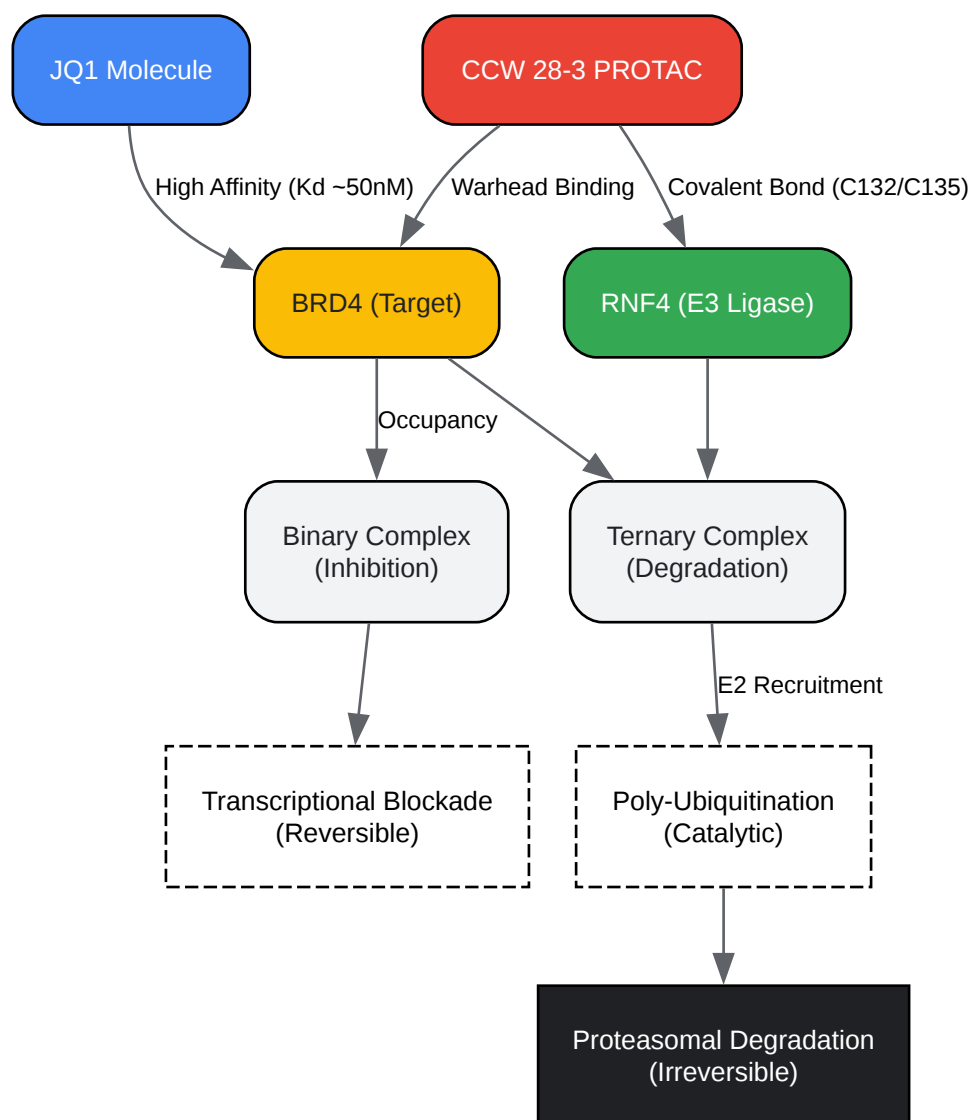 JQ1 Molecule
CCW 28-3 PROTAC
High Affinity (Kd ~50nM)
Warhead Binding
Covalent Bond (C132/C135)
BRD4 (Target)
RNF4 (E3 Ligase)
Occupancy
Binary Complex
(Inhibition)
Ternary Complex
(Degradation)
E2 Recruitment
Transcriptional Blockade
(Reversible)
Poly-Ubiquitination
(Catalytic)
Proteasomal Degradation
(Irreversible)